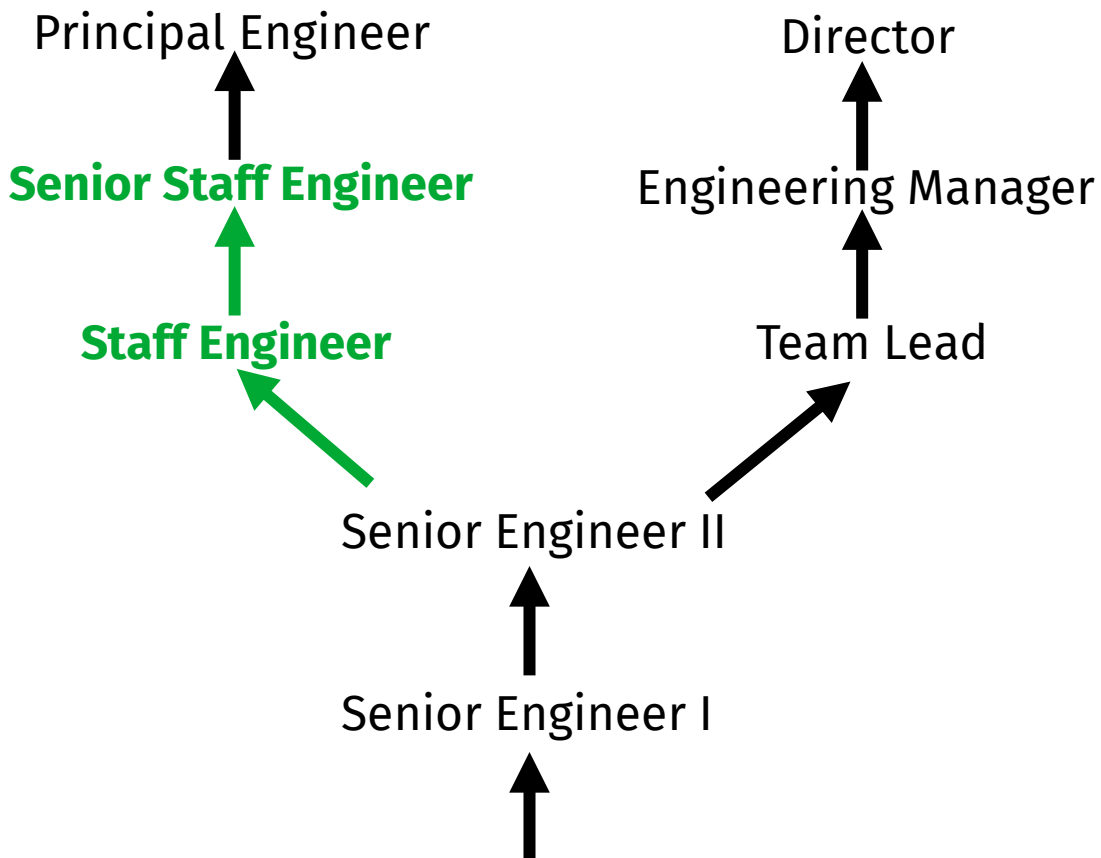 Principal Engineer
Director
Senior Staff Engineer
Engineering Manager
Staff Engineer
Team Lead
Senior Engineer II
Senior Engineer I